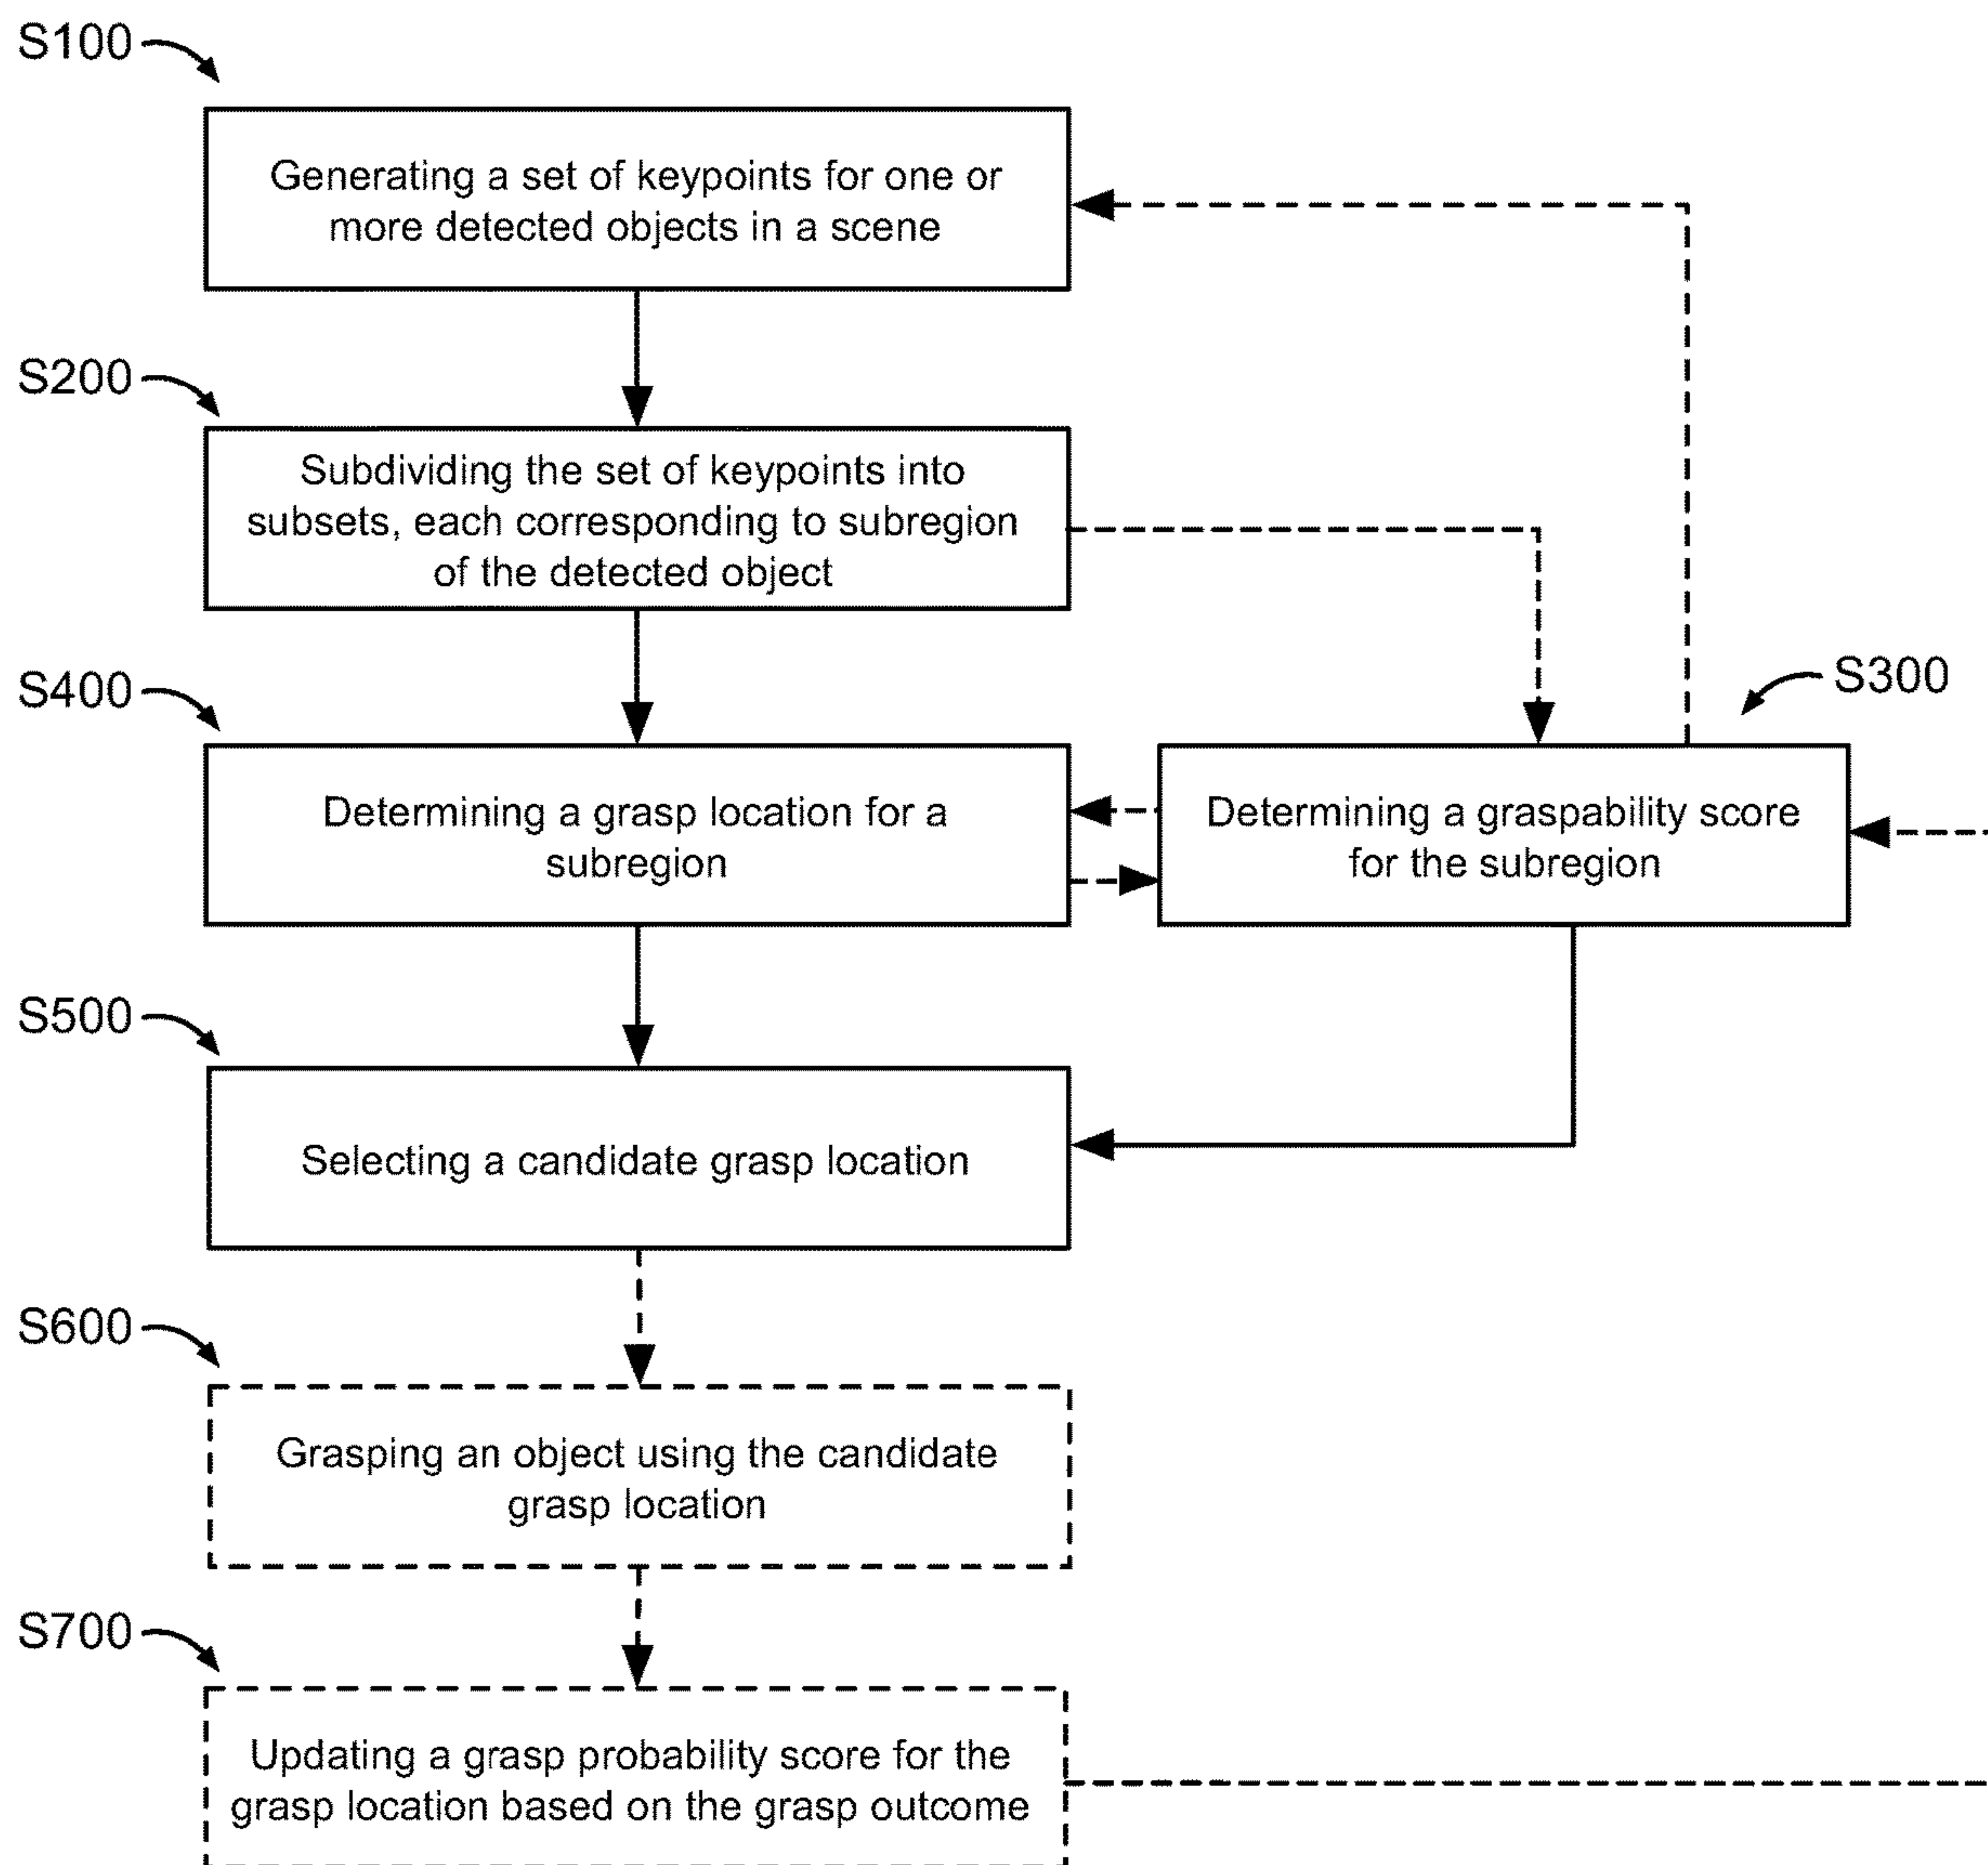 S100
Generating a set of keypoints for one or
more detected objects in a scene
S200
Subdividing the set of keypoints into
subsets, each corresponding to subregion
of the detected object
S400
Determining a grasp location for a
subregion
S300
Determining a graspability score
for the subregion
S500
Selecting a candidate grasp location
S600
Grasping an object using the candidate
grasp location
S700
Updating a grasp probability score for the
grasp location based on the grasp outcome